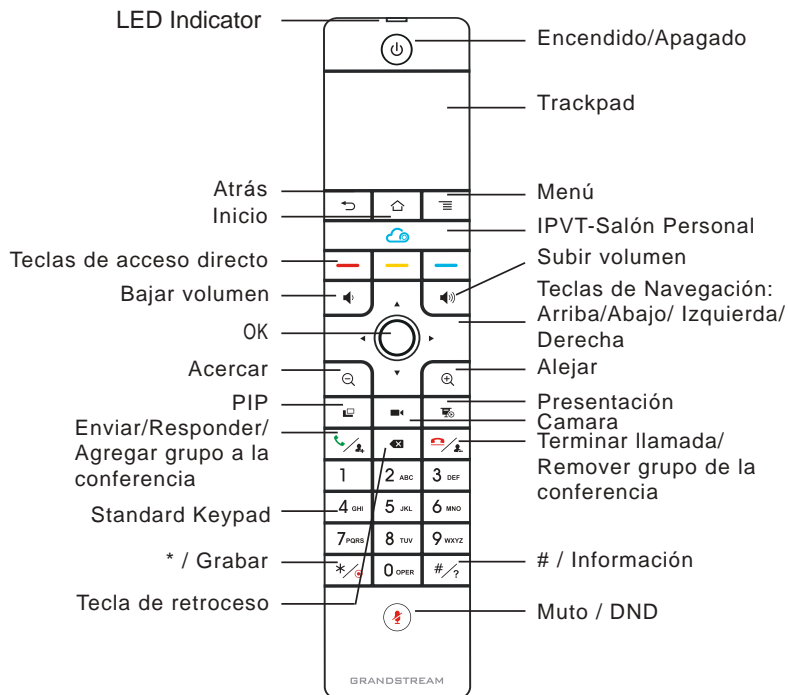 LED Indicator
Encendido/Apagado
Trackpad
Atrás
Menú
Inicio
IPVT-Salón Personal
Teclas de acceso directo
Subir volumen
Bajar volumen
Teclas de Navegación:
Arriba/Abajo/ Izquierda/
Derecha
OK
Acercar
Alejar
PIP
Presentación
Camara
Enviar/Responder/
Agregar grupo a la
conferencia
Terminar llamada/
Remover grupo de la
conferencia
1 2 ABC 3 DEF
Standard Keypad
4 GHI 5 JKL 6 MNO
7 PQRS 8 TUV 9 WXYZ
* / Grabar
*/ 0 OPER #/?
# / Información
Tecla de retroceso
Muto / DND
GRANDSTREAM